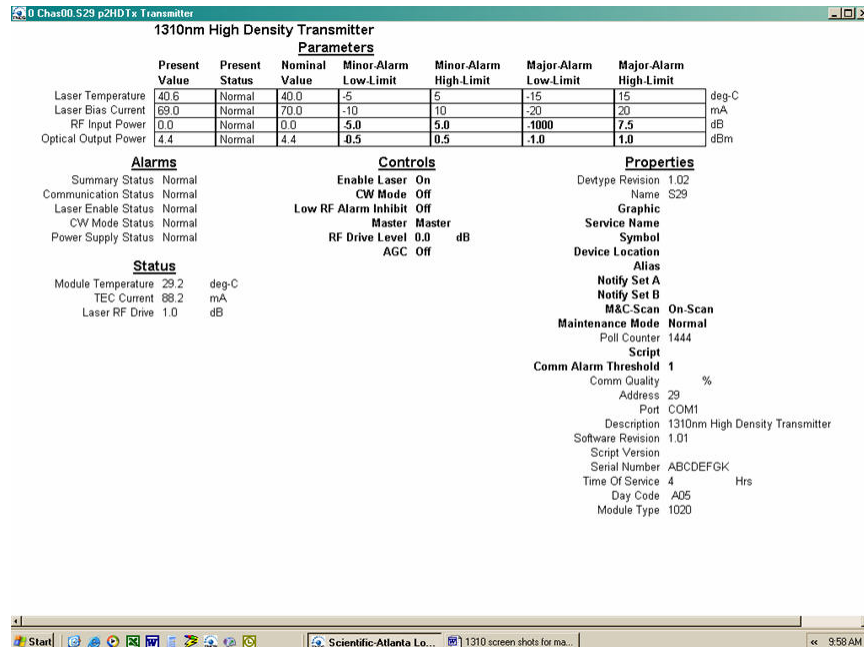 0 Chas00.S29 p2HDTx Transmitter
1310nm High Density Transmitter
Parameters
Present Present Nominal Minor-Alarm Minor-Alarm Major-Alarm Major-Alarm
Value Status Value Low-Limit High-Limit Low-Limit High-Limit
Laser Temperature 40.6 Normal 40.0 -5 5 -15 15 deg-C
Laser Bias Current 69.0 Normal 70.0 -10 10 -20 20 mA
RF Input Power 0.0 Normal 0.0 -5.0 5.0 -1000 7.5 dB
Optical Output Power 4.4 Normal 4.4 -0.5 0.5 -1.0 1.0 dBm
Alarms
Summary Status Normal
Communication Status Normal
Laser Enable Status Normal
CW Mode Status Normal
Power Supply Status Normal
Status
Module Temperature 29.2 deg-C
TEC Current 88.2 mA
Laser RF Drive 1.0 dB
Controls
Enable Laser On
CW Mode Off
Low RF Alarm Inhibit Off
Master Master
RF Drive Level 0.0 dB
AGC Off
Properties
Devtype Revision 1.02
Name S29
Graphic
Service Name
Symbol
Device Location
Alias
Notify Set A
Notify Set B
M&C-Scan On-Scan
Maintenance Mode Normal
Poll Counter 1444
Script
Comm Alarm Threshold 1
Comm Quality %
Address 29
Port COM1
Description 1310nm High Density Transmitter
Software Revision 1.01
Script Version
Serial Number ABCDEFGK
Time Of Service 4 Hrs
Day Code A05
Module Type 1020
Start Scientific-Atlanta Lo... 1310 screen shots for ma... « 9:58 AM